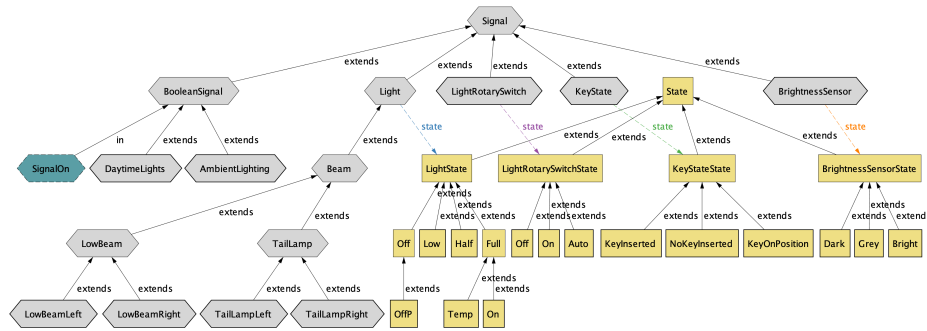 Signal
extends
extends
extends
extends
extends
BooleanSignal
Light
LightRotarySwitch
KeyState
State
BrightnessSensor
in
extends
extends
extends
state
state
extends
extends
state
extends
extends
state
SignalOn
DaytimeLights
AmbientLighting
Beam
LightState
LightRotarySwitchState
KeyStateState
BrightnessSensorState
extends
extends
extends
extends
extends
extends
extends
extends
extends
extends
extends
extends
extends
extends
extend
LowBeam
TailLamp
Off
Low
Half
Full
Off
On
Auto
KeyInserted
NoKeyInserted
KeyOnPosition
Dark
Grey
Bright
extends
extends
extends
extends
extends
extends
extends
LowBeamLeft
LowBeamRight
TailLampLeft
TailLampRight
OffP
Temp
On